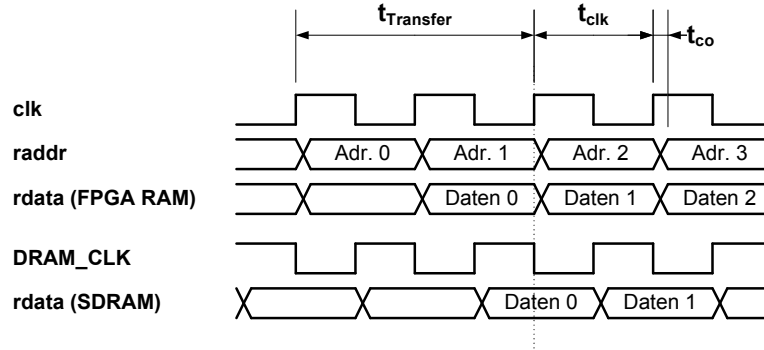 tTransfer tclk tco
clk
raddr Adr. 0 Adr. 1 Adr. 2 Adr. 3
rdata (FPGA RAM) Daten 0 Daten 1 Daten 2
DRAM_CLK
rdata (SDRAM) Daten 0 Daten 1